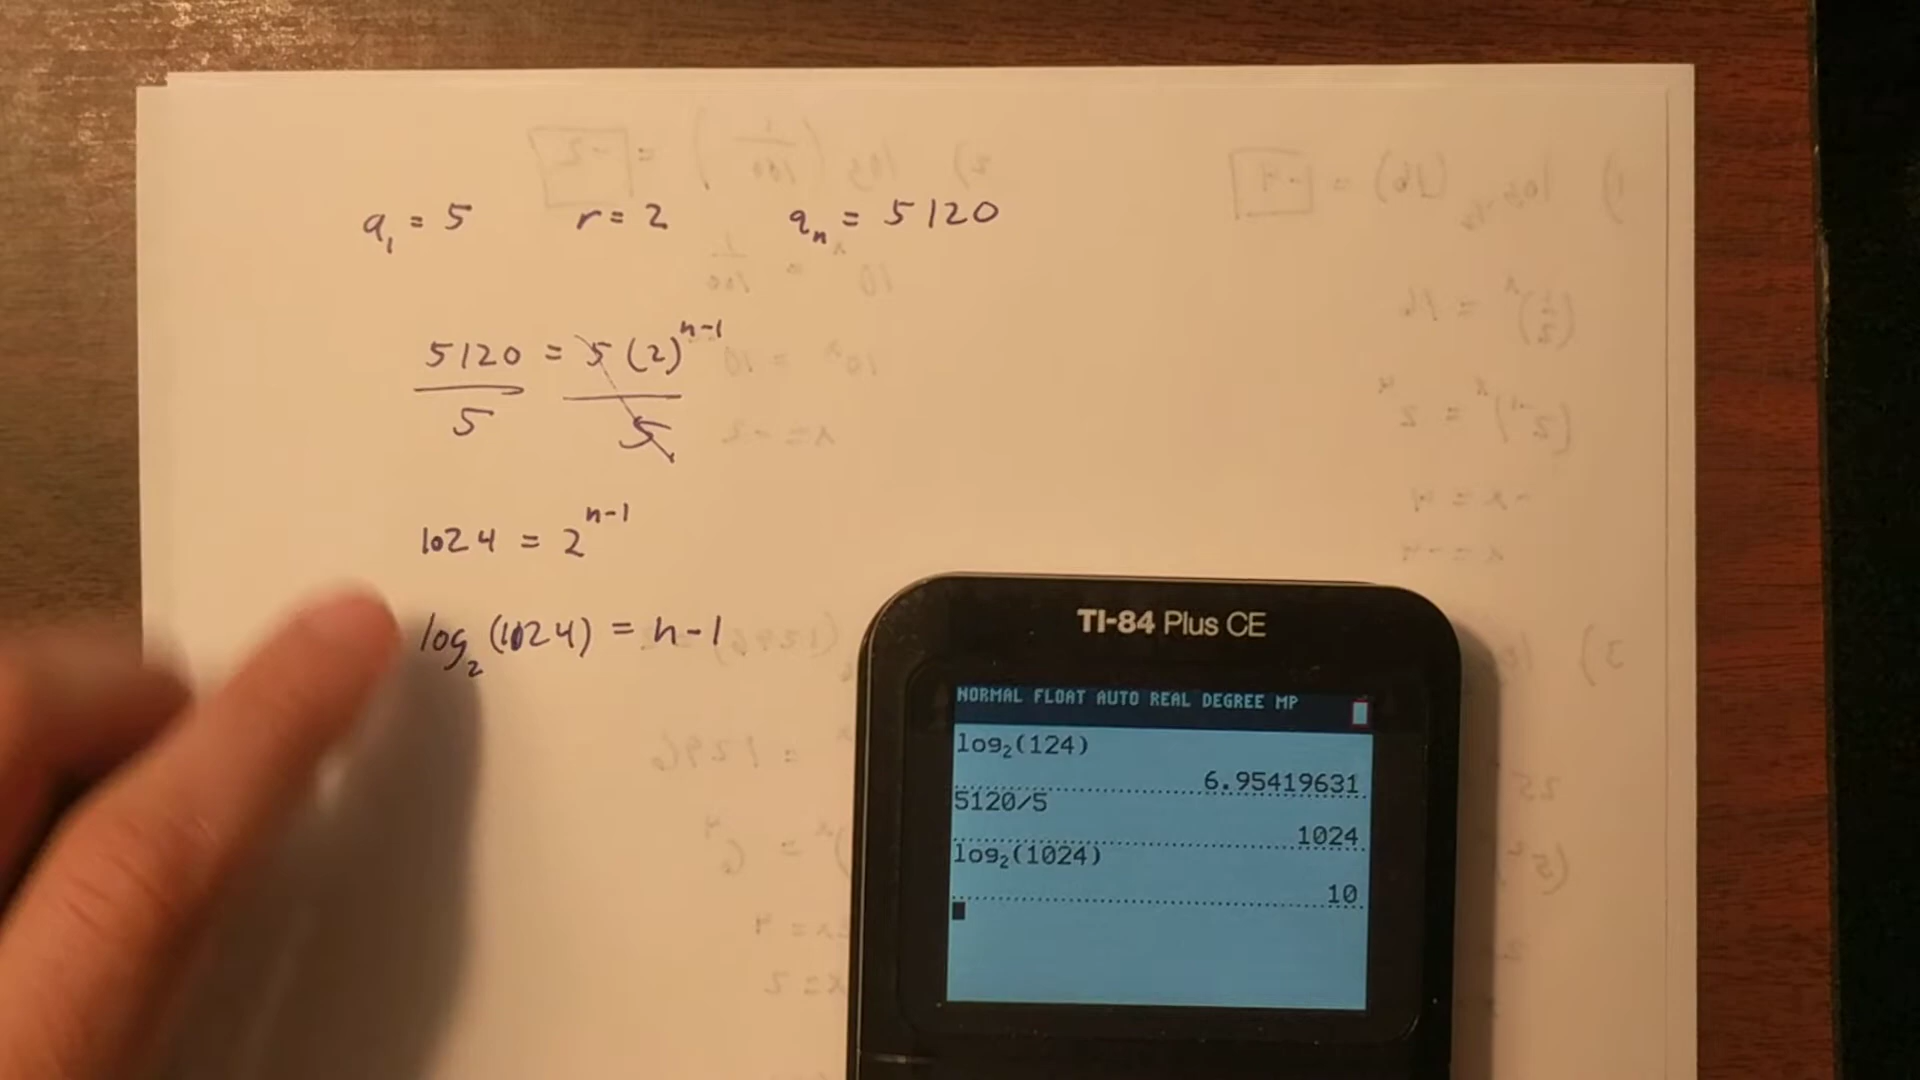 a₁ = 5 r = 2 aₙ = 5120
5120 = 5(2)ⁿ⁻¹
5 5
1024 = 2ⁿ⁻¹
log₂(1024) = n-1
TI-84 Plus CE
NORMAL FLOAT AUTO REAL DEGREE MP
log₂(124)
6.95419631
5120/5
1024
log₂(1024)
10